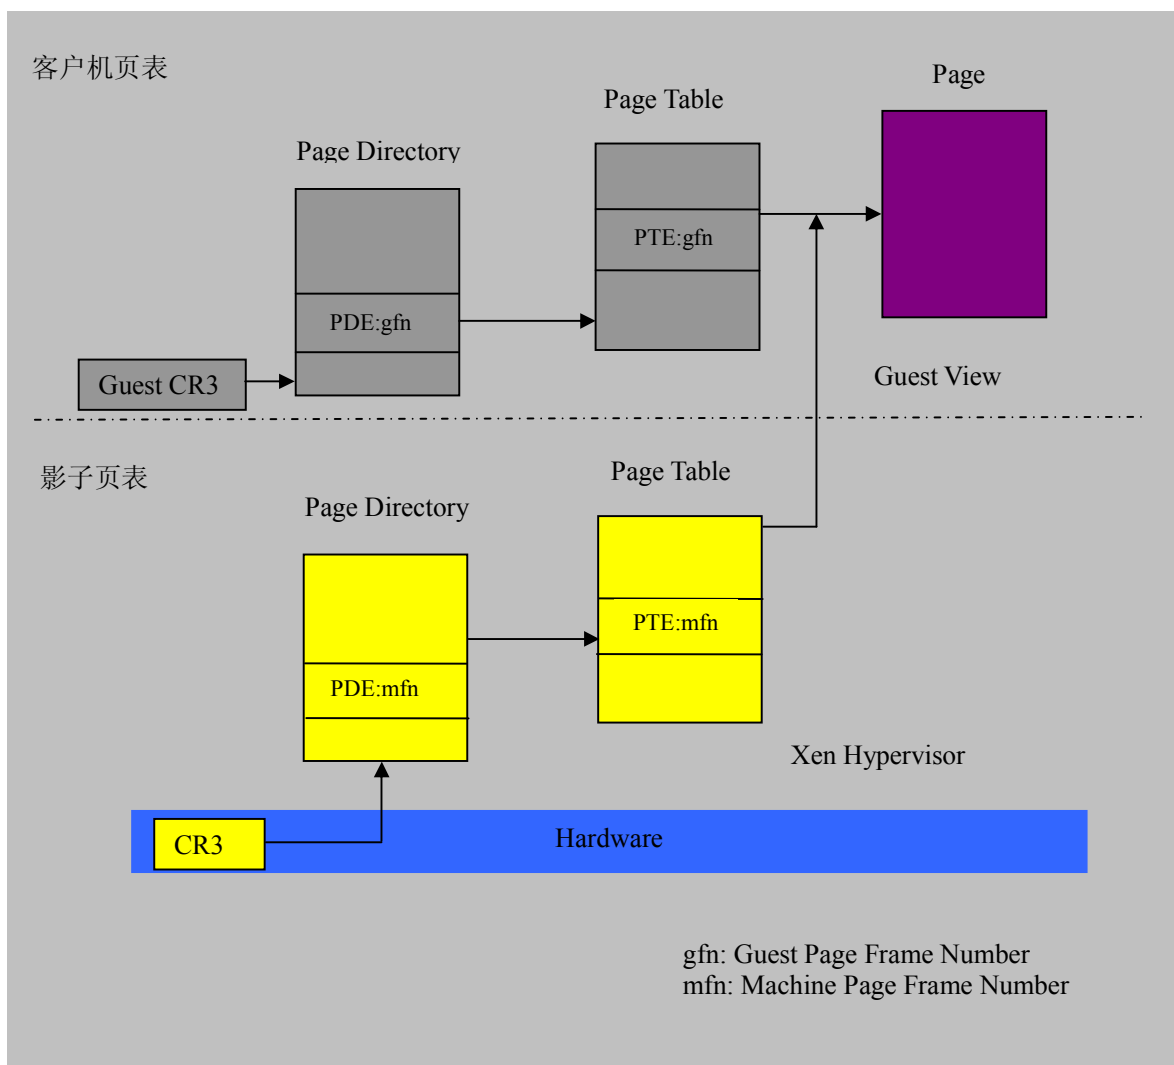 客户机页表
Page
Page Table
Page Directory
PTE:gfn
PDE:gfn
Guest CR3
Guest View
影子页表
Page Table
Page Directory
PTE:mfn
PDE:mfn
Xen Hypervisor
CR3
Hardware
gfn: Guest Page Frame Number
mfn: Machine Page Frame Number